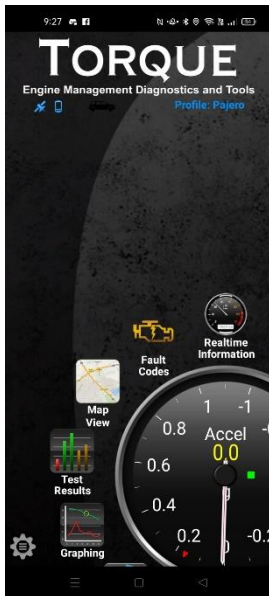 9:27
TORQUE
Engine Management Diagnostics and Tools
Profile: Pajero
Realtime
Information
Fault
Codes
Map
View
Test
Results
Graphing
1 -1
0.8
Accel
0.0
0.6
0.4
0.2
0
-0.2